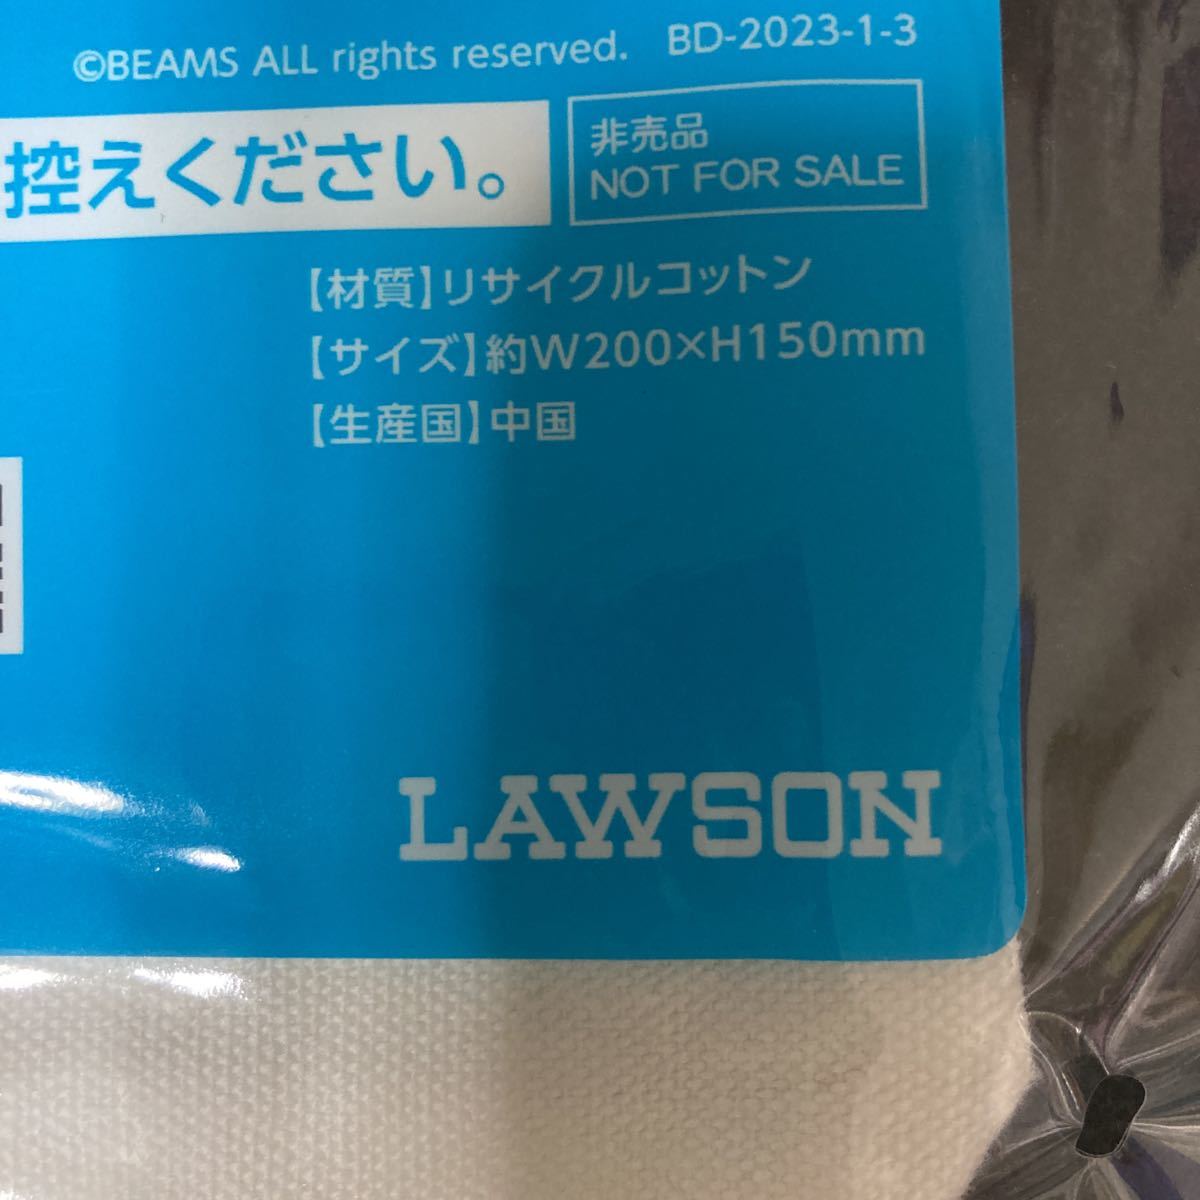 ©BEAMS ALL rights reserved. BD-2023-1-3
控えください。
非売品
NOT FOR SALE
【材質】リサイクルコットン
【サイズ】約W200×H150mm
【生産国】中国
LAWSON